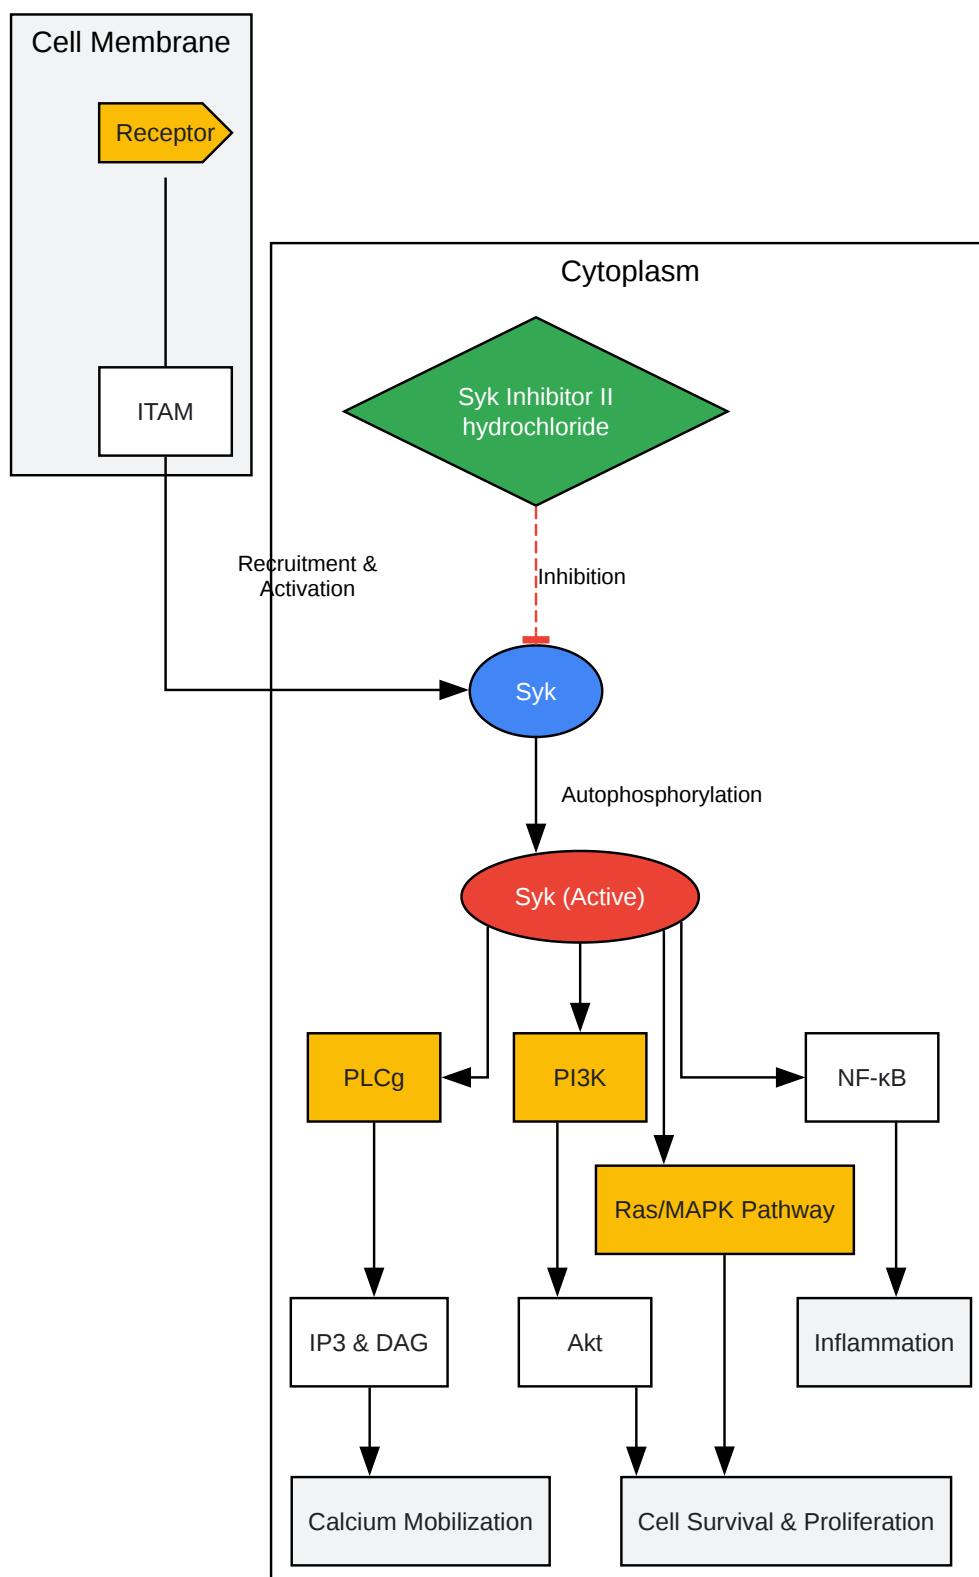 Cell Membrane
Receptor
ITAM
Cytoplasm
Syk Inhibitor II
hydrochloride
Recruitment &
Activation
Inhibition
Syk
Autophosphorylation
Syk (Active)
PLCg
PI3K
NF-κB
Ras/MAPK Pathway
IP3 & DAG
Akt
Inflammation
Calcium Mobilization
Cell Survival & Proliferation